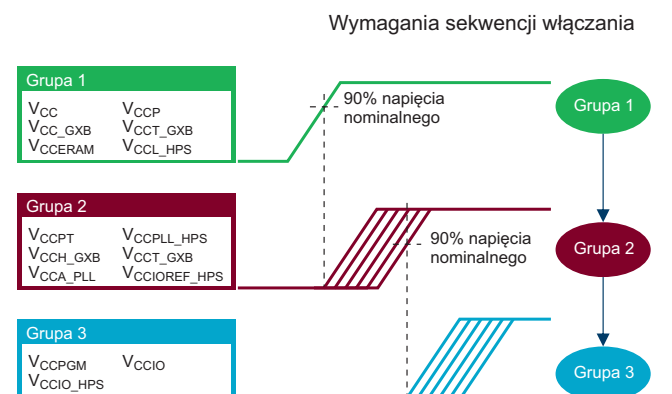 Wymagania sekwencji włączania
Grupa 1
VCC VCCP
VCC_GXB VCCT_GXB
VCCERAM VCCL_HPS
90% napięcia
nominalnego
Grupa 1
Grupa 2
VCCPT VCCPLL_HPS
VCCH_GXB VCCT_GXB
VCCA_PLL VCCIOREF_HPS
90% napięcia
nominalnego
Grupa 2
Grupa 3
VCCPGM VCCIO
VCCIO_HPS
Grupa 3